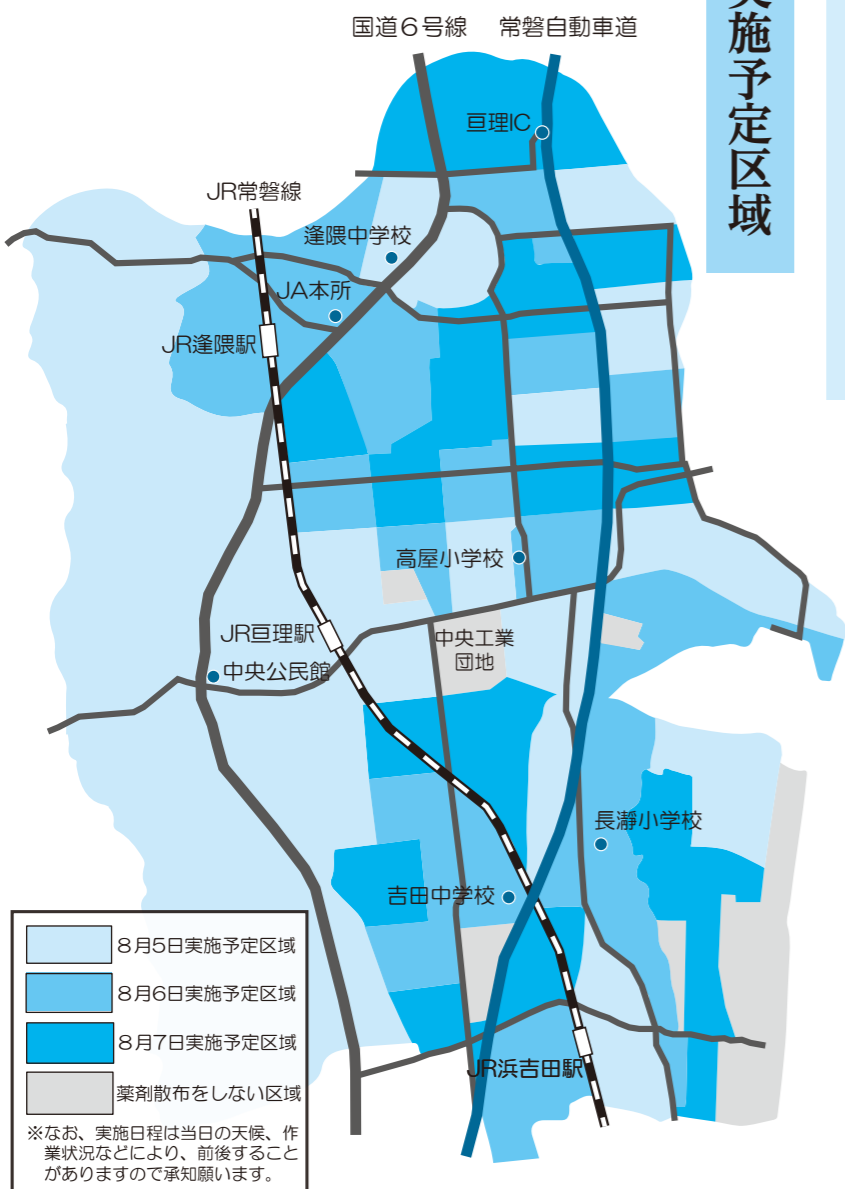 施予定区域
国道6号線
常磐自動車道
亘理IC
JR常磐線
逢隈中学校
JA本所
JR逢隈駅
高屋小学校
JR亘理駅
中央工業
団地
中央公民館
長瀞小学校
吉田中学校
JR浜吉田駅
8月5日実施予定区域
8月6日実施予定区域
8月7日実施予定区域
薬剤散布をしない区域
※なお、実施日程は当日の天候、作
業状況などにより、前後すること
がありますので承知願います。